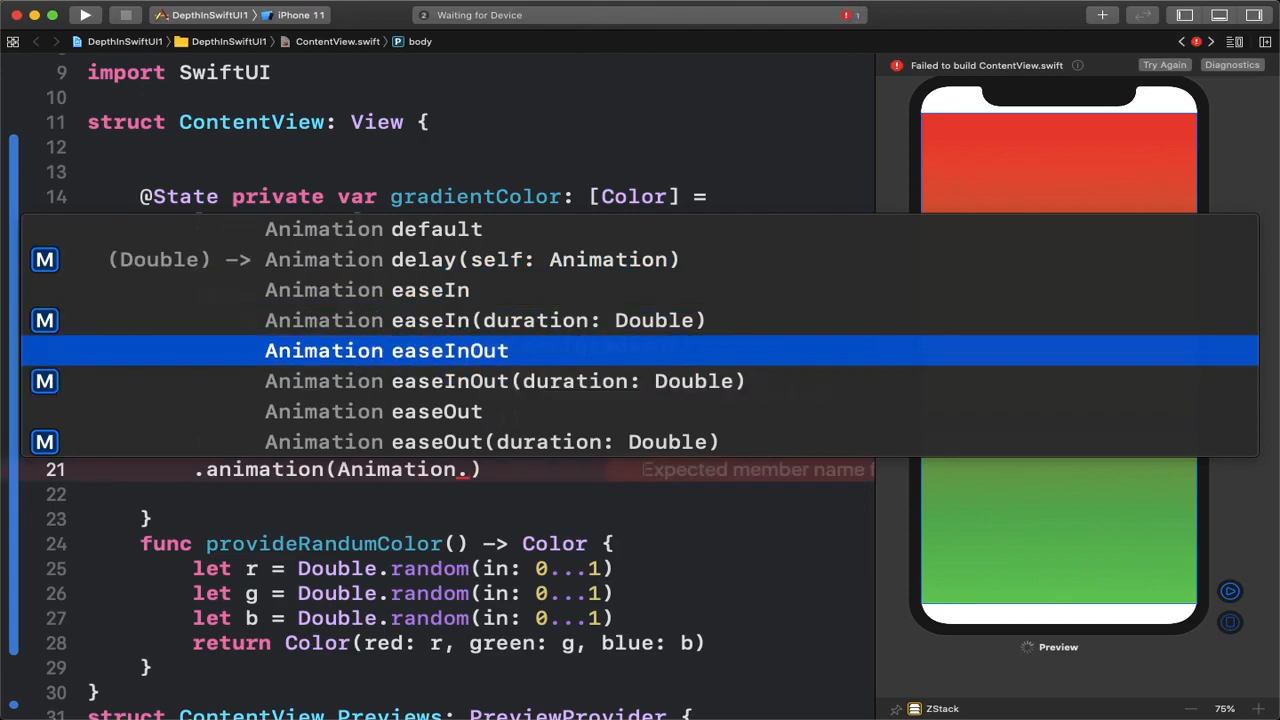 DepthInSwiftUI1 iPhone 11 2 Waiting for Device 1
DepthInSwiftUI1 DepthInSwiftUI1 ContentView.swift P body
9 import SwiftUI
10
11 struct ContentView: View {
12
13
14 @State private var gradientColor: [Color] =
Animation default
M (Double) -> Animation delay(self: Animation)
Animation easeIn
M Animation easeIn(duration: Double)
Animation easeInOut
M Animation easeInOut(duration: Double)
Animation easeOut
M Animation easeOut(duration: Double)
21 .animation(Animation.) Expected member name f
22
23 }
24 func provideRandumColor() -> Color {
25 let r = Double.random(in: 0...1)
26 let g = Double.random(in: 0...1)
27 let b = Double.random(in: 0...1)
28 return Color(red: r, green: g, blue: b)
29 }
30 }
31 struct ContentView_Previews: PreviewProvider {
Failed to build ContentView.swift Try Again Diagnostics
Preview
ZStack 75%